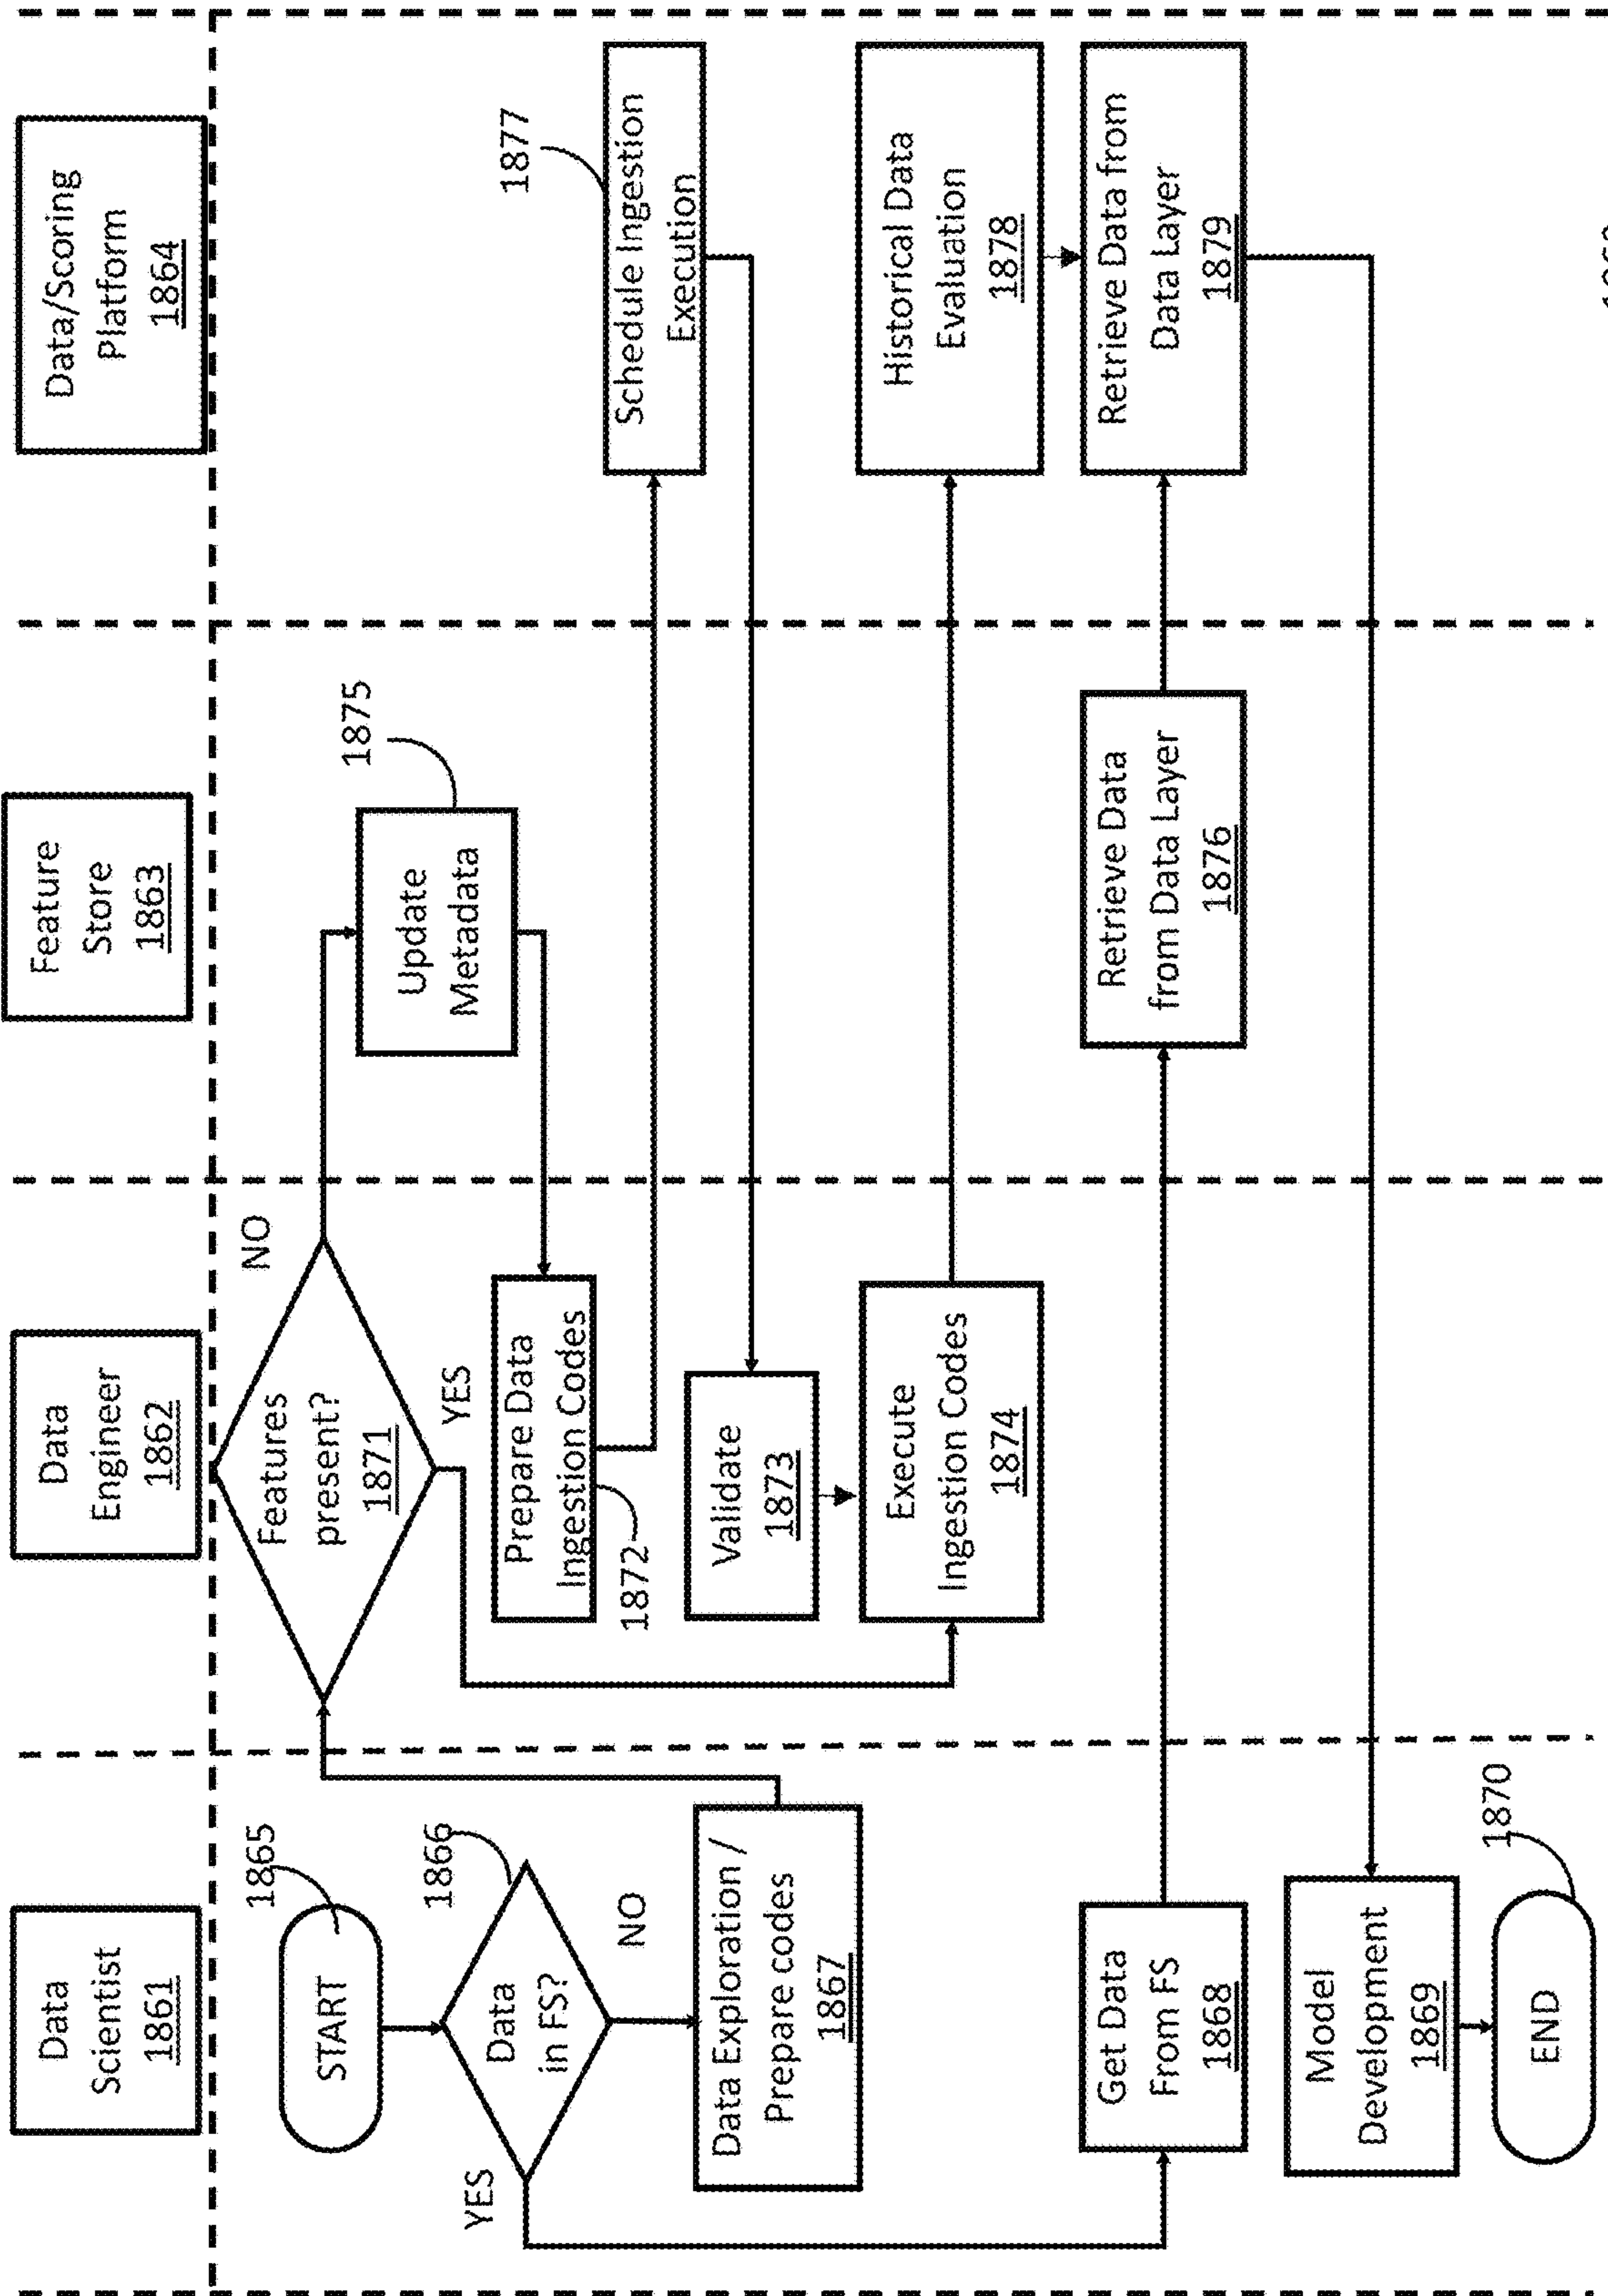 Data
Scientist
1861
Data
Engineer
1862
Feature
Store
1863
Data/Scoring
Platform
1864
START
1865
Data
in FS?
1866
YES
NO
Data Exploration /
Prepare codes
1867
Get Data
From FS
1868
Model
Development
1869
END
1870
Features
present?
1871
NO
YES
Prepare Data
Ingestion Codes
1872
Validate
1873
Execute
Ingestion Codes
1874
Update
Metadata
1875
Retrieve Data
from Data Layer
1876
Schedule Ingestion
Execution
1877
Historical Data
Evaluation
1878
Retrieve Data from
Data Layer
1879